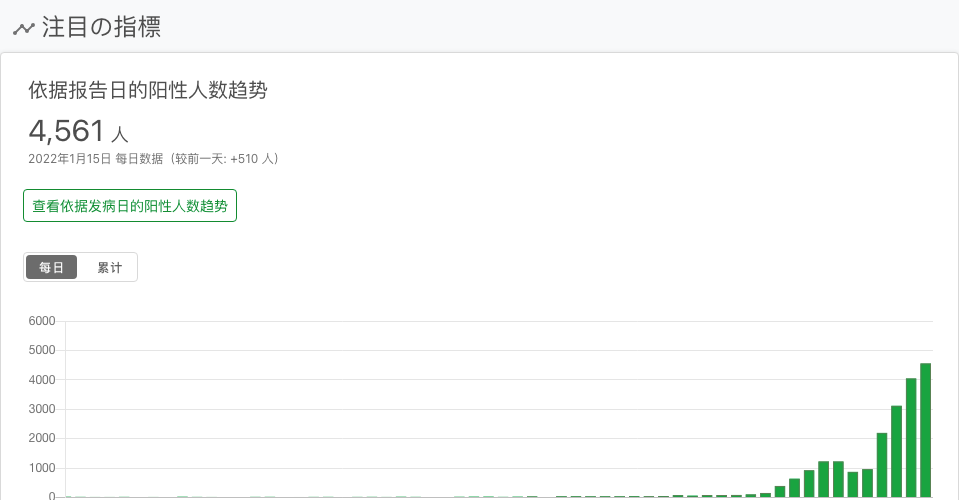 注目の指標
依据报告日的阳性人数趋势
4,561 人
2022年1月15日 每日数据（较前一天: +510 人）
查看依据发病日的阳性人数趋势
每日 累计
6000
5000
4000
3000
2000
1000
0